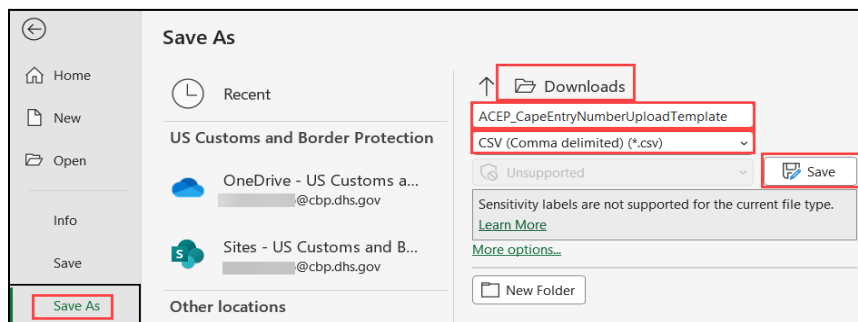 Save As
Home
New
Open
Info
Save
Save As
Recent
US Customs and Border Protection
OneDrive - US Customs a...
@cbp.dhs.gov
Sites - US Customs and B...
@cbp.dhs.gov
Other locations
Downloads
ACEP_CapeEntryNumberUploadTemplate
CSV (Comma delimited) (*.csv)
Unsupported
Save
Sensitivity labels are not supported for the current file type.
Learn More
More options...
New Folder